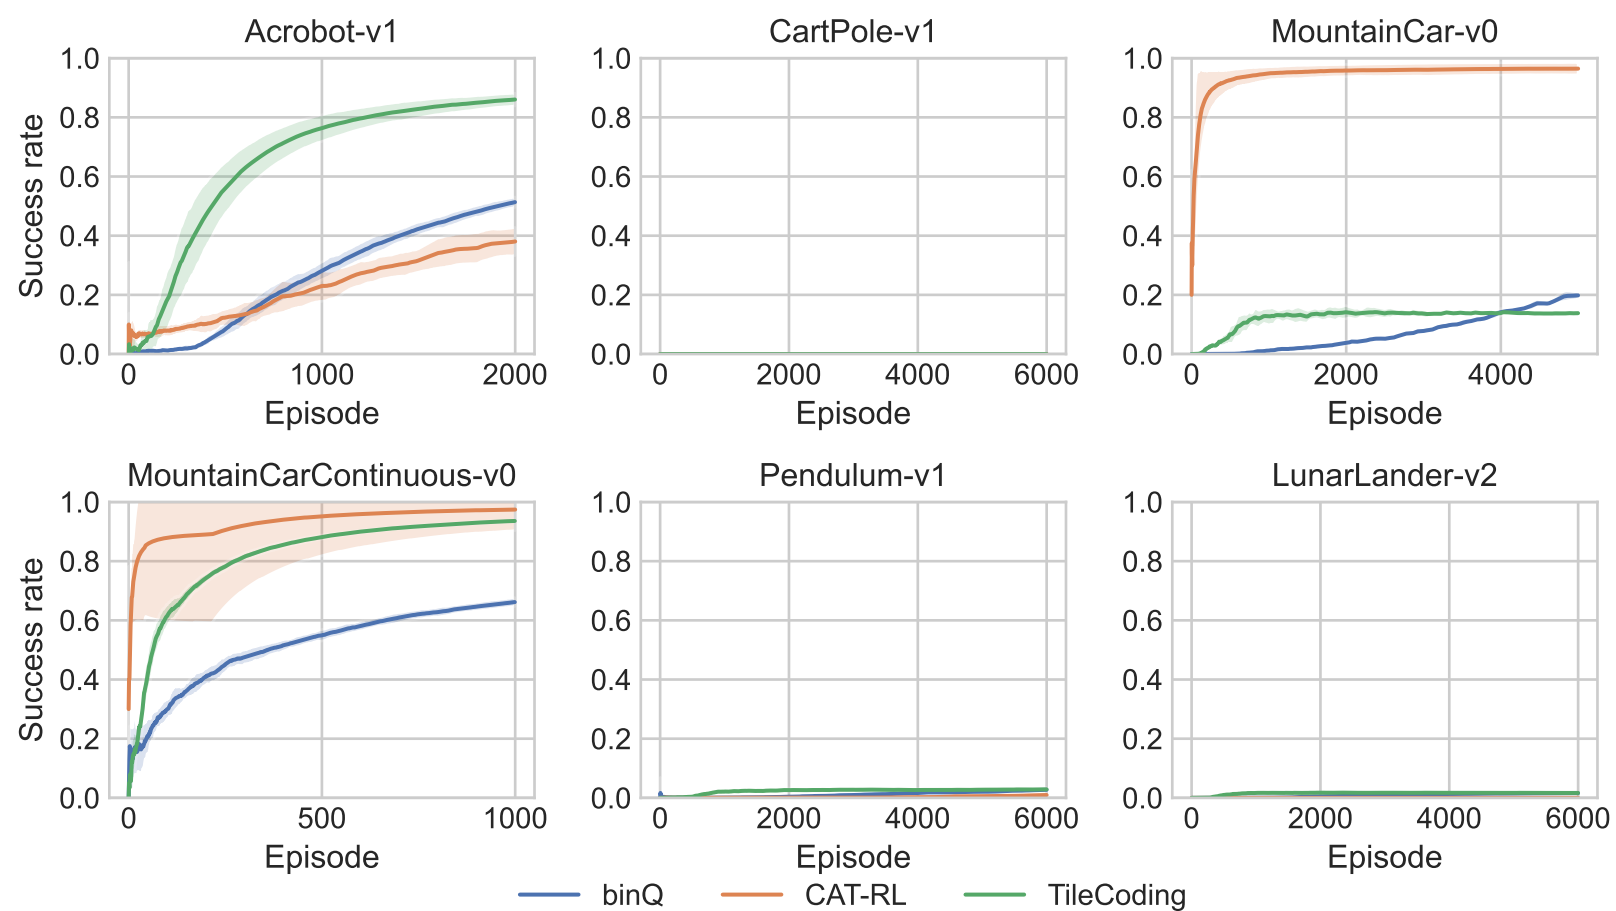 Acrobot-v1 CartPole-v1 MountainCar-v0
1.0 1.0 1.0
0.8 0.8 0.8
0.6 0.6 0.6
0.4 0.4 0.4
0.2 0.2 0.2
0.0 0.0 0.0
Success rate
0 1000 2000 0 2000 4000 6000 0 2000 4000
Episode Episode Episode
MountainCarContinuous-v0 Pendulum-v1 LunarLander-v2
1.0 1.0 1.0
0.8 0.8 0.8
0.6 0.6 0.6
0.4 0.4 0.4
0.2 0.2 0.2
0.0 0.0 0.0
Success rate
0 500 1000 0 2000 4000 6000 0 2000 4000 6000
Episode Episode Episode
binQ CAT-RL TileCoding